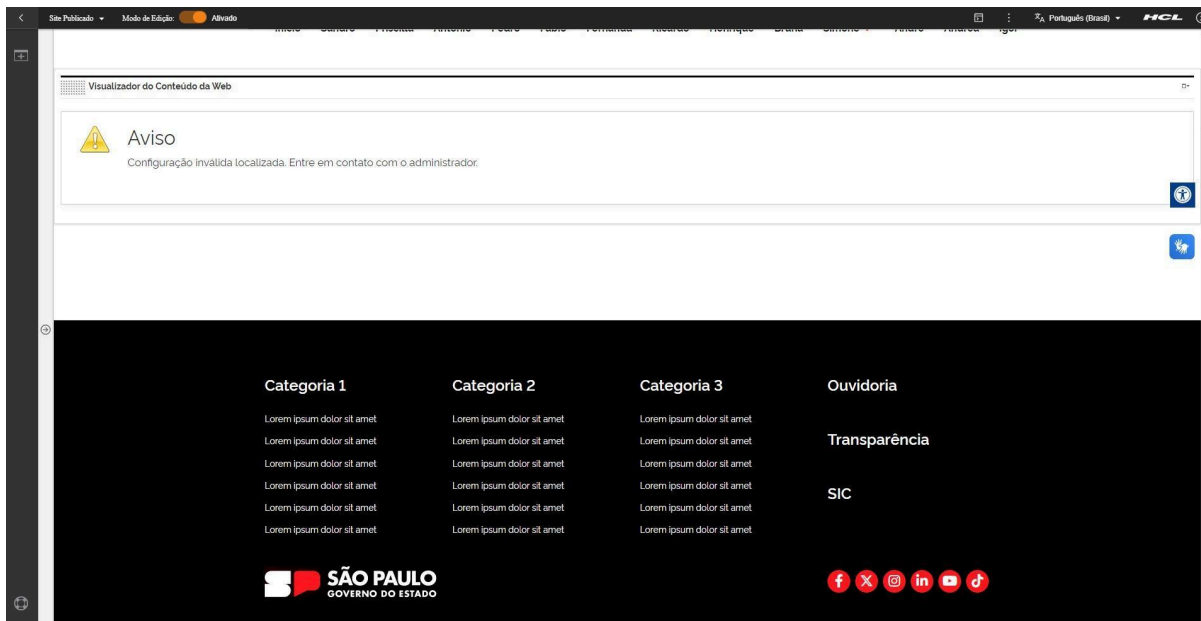 Site Publicado Modo de Edição: Ativado Português (Brasil) HCL
Visualizador do Conteúdo da Web
Aviso
Configuração inválida localizada. Entre em contato com o administrador.
Categoria 1 Categoria 2 Categoria 3 Ouvidoria
Lorem ipsum dolor sit amet Lorem ipsum dolor sit amet Lorem ipsum dolor sit amet
Lorem ipsum dolor sit amet Lorem ipsum dolor sit amet Lorem ipsum dolor sit amet Transparência
Lorem ipsum dolor sit amet Lorem ipsum dolor sit amet Lorem ipsum dolor sit amet
Lorem ipsum dolor sit amet Lorem ipsum dolor sit amet Lorem ipsum dolor sit amet SIC
Lorem ipsum dolor sit amet Lorem ipsum dolor sit amet Lorem ipsum dolor sit amet
Lorem ipsum dolor sit amet Lorem ipsum dolor sit amet Lorem ipsum dolor sit amet
SÃO PAULO
GOVERNO DO ESTADO